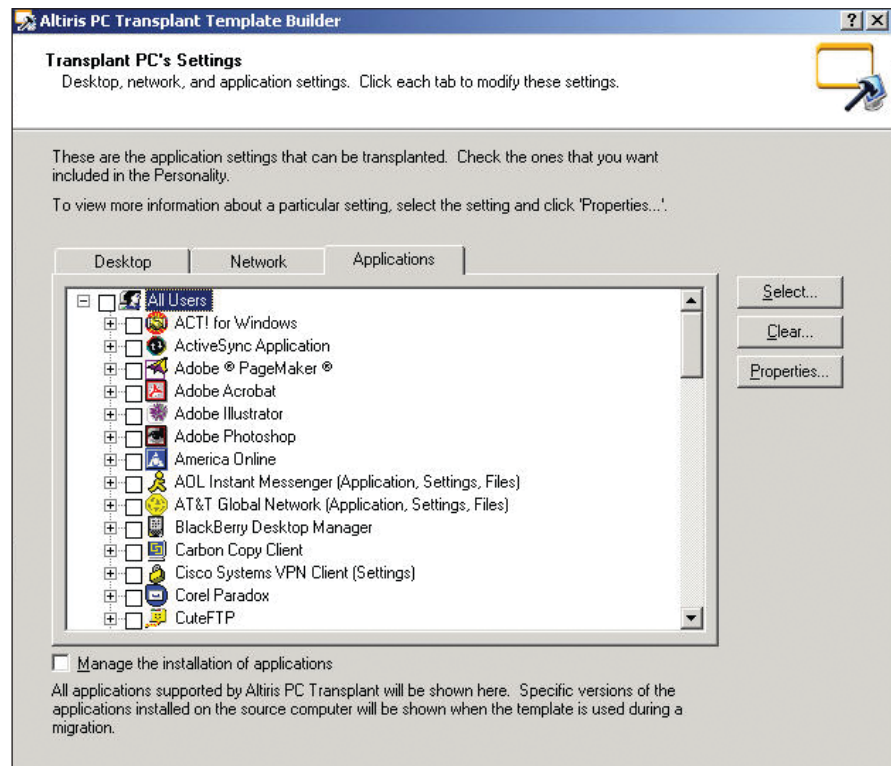 Altiris PC Transplant Template Builder
Transplant PC's Settings
Desktop, network, and application settings. Click each tab to modify these settings.
These are the application settings that can be transplanted. Check the ones that you want
included in the Personality.
To view more information about a particular setting, select the setting and click 'Properties...'.
Desktop
Network
Applications
All Users
ACT! for Windows
ActiveSync Application
Adobe ® PageMaker ®
Adobe Acrobat
Adobe Illustrator
Adobe Photoshop
America Online
AOL Instant Messenger (Application, Settings, Files)
AT&T Global Network (Application, Settings, Files)
BlackBerry Desktop Manager
Carbon Copy Client
Cisco Systems VPN Client (Settings)
Corel Paradox
CuteFTP
Select...
Clear...
Properties...
Manage the installation of applications
All applications supported by Altiris PC Transplant will be shown here. Specific versions of the
applications installed on the source computer will be shown when the template is used during a
migration.